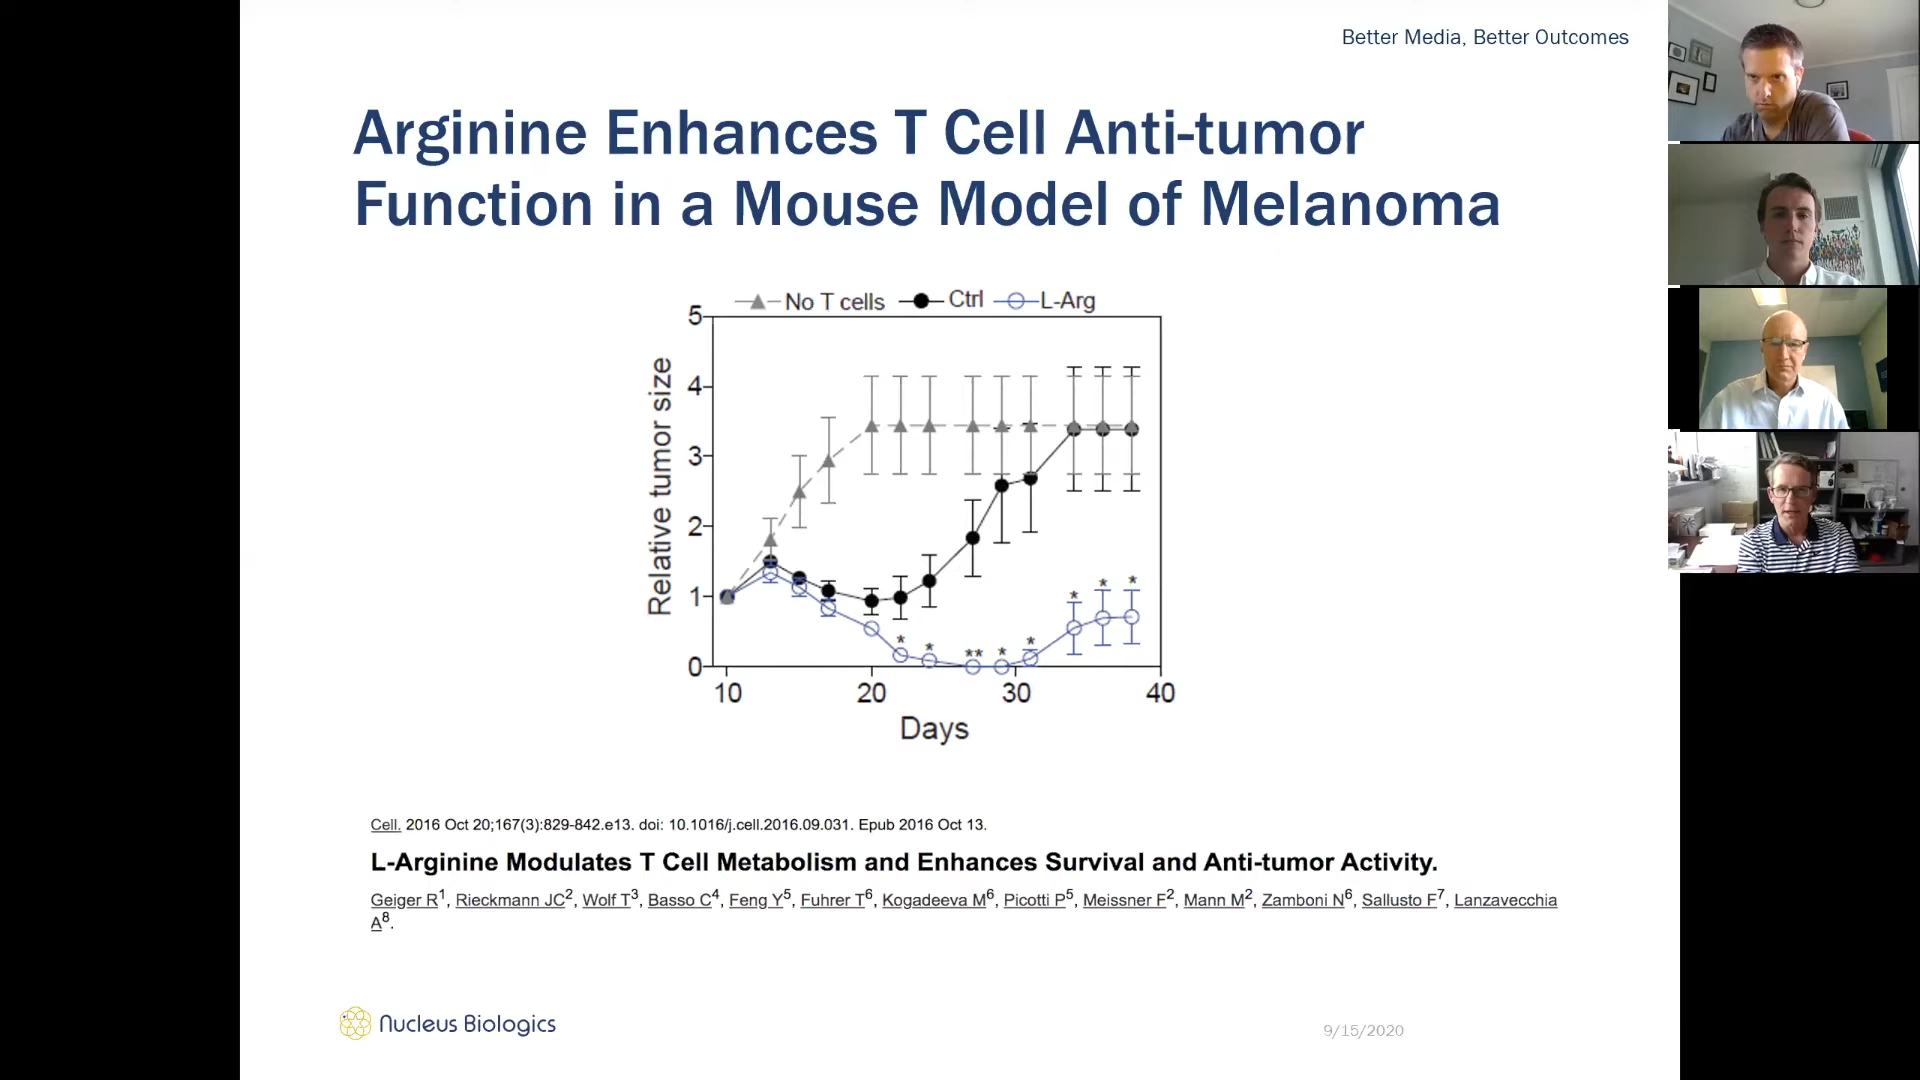 Better Media, Better Outcomes
Arginine Enhances T Cell Anti-tumor
Function in a Mouse Model of Melanoma
No T cells Ctrl L-Arg
Relative tumor size
5
4
3
2
1
0
* * ** * * * * *
10 20 30 40
Days
Cell. 2016 Oct 20;167(3):829-842.e13. doi: 10.1016/j.cell.2016.09.031. Epub 2016 Oct 13.
L-Arginine Modulates T Cell Metabolism and Enhances Survival and Anti-tumor Activity.
Geiger R1, Rieckmann JC2, Wolf T3, Basso C4, Feng Y5, Fuhrer T6, Kogadeeva M6, Picotti P5, Meissner F2, Mann M2, Zamboni N6, Sallusto F7, Lanzavecchia
A8.
Nucleus Biologics
9/15/2020